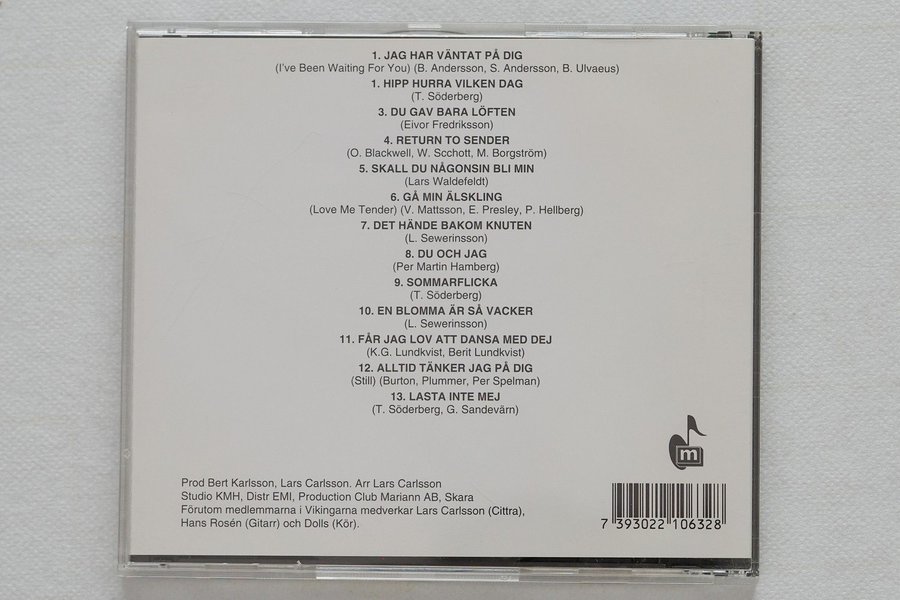 1. JAG HAR VÄNTAT PÅ DIG
(I've Been Waiting For You) (B. Andersson, S. Andersson, B. Ulvaeus)
1. HIPP HURRA VILKEN DAG
(T. Söderberg)
3. DU GAV BARA LÖFTEN
(Eivor Fredriksson)
4. RETURN TO SENDER
(O. Blackwell, W. Scchott, M. Borgström)
5. SKALL DU NÅGONSIN BLI MIN
(Lars Waldefeldt)
6. GÅ MIN ÄLSKLING
(Love Me Tender) (V. Mattsson, E. Presley, P. Hellberg)
7. DET HÄNDE BAKOM KNUTEN
(L. Sewerinsson)
8. DU OCH JAG
(Per Martin Hamberg)
9. SOMMARFLICKA
(T. Söderberg)
10. EN BLOMMA ÄR SÅ VACKER
(L. Sewerinsson)
11. FÅR JAG LOV ATT DANSA MED DEJ
(K.G. Lundkvist, Berit Lundkvist)
12. ALLTID TÄNKER JAG PÅ DIG
(Still) (Burton, Plummer, Per Spelman)
13. LASTA INTE MEJ
(T. Söderberg, G. Sandevärn)
m
Prod Bert Karlsson, Lars Carlsson. Arr Lars Carlsson
Studio KMH, Distr EMI, Production Club Mariann AB, Skara
Förutom medlemmarna i Vikingarna medverkar Lars Carlsson (Cittra),
Hans Rosén (Gitarr) och Dolls (Kör).
7 393022 106328